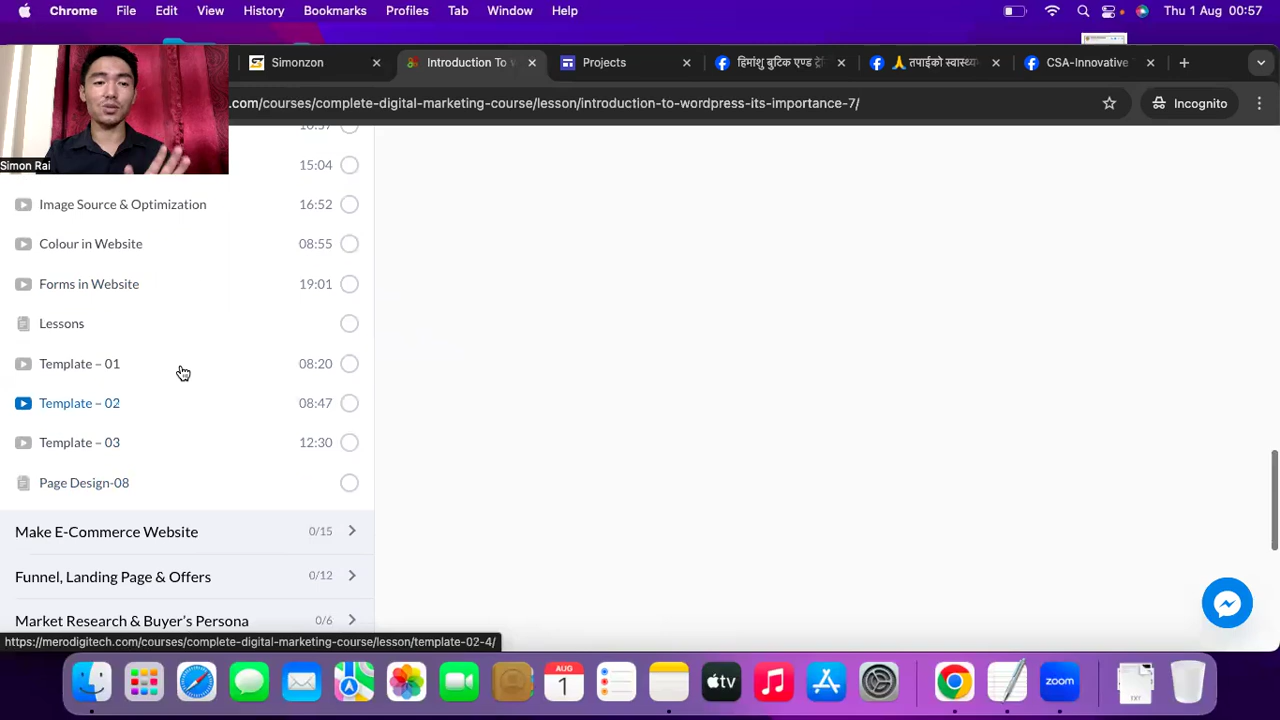 Chrome File Edit View History Bookmarks Profiles Tab Window Help Thu 1 Aug 00:57
Simonzon Introduction To Projects हिमांशु बुटिक एण्ड 🙏 तपाईको स्वास्थ्य CSA-Innovative
.com/courses/complete-digital-marketing-course/lesson/introduction-to-wordpress-its-importance-7/ Incognito
Simon Rai
15:04
Image Source & Optimization 16:52
Colour in Website 08:55
Forms in Website 19:01
Lessons
Template – 01 08:20
Template – 02 08:47
Template – 03 12:30
Page Design-08
Make E-Commerce Website 0/15
Funnel, Landing Page & Offers 0/12
Market Research & Buyer’s Persona 0/6
https://merodigitech.com/courses/complete-digital-marketing-course/lesson/template-02-4/
AUG
1
tv
zoom
TXT